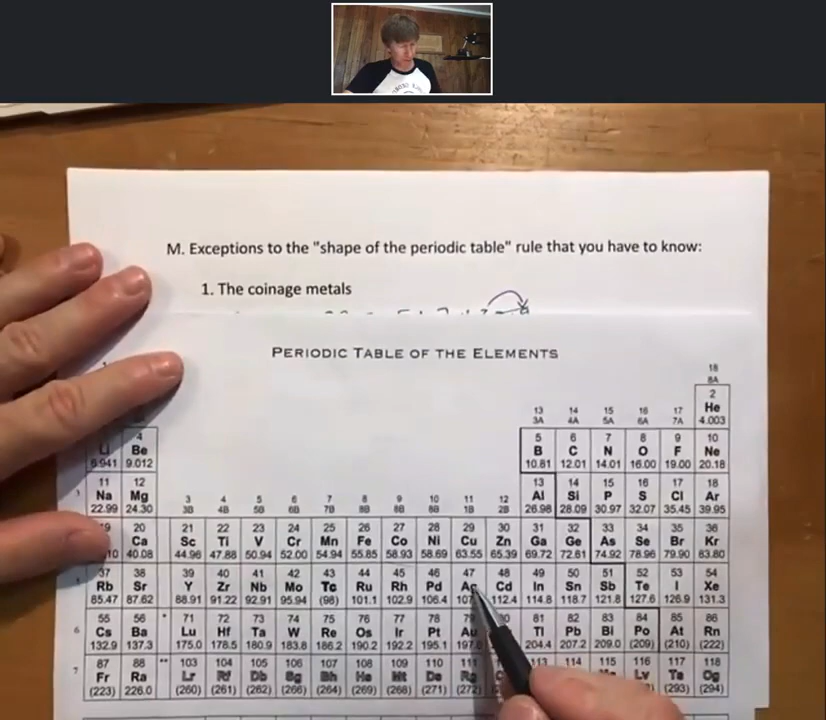 M. Exceptions to the "shape of the periodic table" rule that you have to know:
1. The coinage metals
PERIODIC TABLE OF THE ELEMENTS
18
8A
2
13 14 15 16 17 He
3A 4A 5A 6A 7A 4.003
4 5 6 7 8 9 10
Li Be B C N O F Ne
6.941 9.012 10.81 12.01 14.01 16.00 19.00 20.18
11 12 13 14 15 16 17 18
Na Mg 3 4 5 6 7 8 9 10 11 12 Al Si P S Cl Ar
22.99 24.30 3B 4B 5B 6B 7B 8B 8B 8B 1B 2B 26.98 28.09 30.97 32.07 35.45 39.95
19 20 21 22 23 24 25 26 27 28 29 30 31 32 33 34 35 36
Ca Sc Ti V Cr Mn Fe Co Ni Cu Zn Ga Ge As Se Br Kr
10 40.08 44.96 47.88 50.94 52.00 54.94 55.85 58.93 58.69 63.55 65.39 69.72 72.61 74.92 78.96 79.90 83.80
37 38 39 40 41 42 43 44 45 46 47 48 49 50 51 52 53 54
Rb Sr Y Zr Nb Mo Tc Ru Rh Pd Ag Cd In Sn Sb Te I Xe
85.47 87.62 88.91 91.22 92.91 95.94 (98) 101.1 102.9 106.4 107 112.4 114.8 118.7 121.8 127.6 126.9 131.3
55 56 * 71 72 73 74 75 76 77 78 79 81 82 83 84 85 86
6 Cs Ba Lu Hf Ta W Re Os Ir Pt Au Tl Pb Bi Po At Rn
132.9 137.3 175.0 178.5 180.9 183.8 186.2 190.2 192.2 195.1 197 204.4 207.2 209.0 (209) (210) (222)
87 88 ** 103 104 105 106 107 108 109 110 111 113 114 115 116 117 118
7 Fr Ra Lr Rf Db Sg Bh Hs Mt Ds Rg Lv Ts Og
(223) 226.0 (260) (261) (262) (266) (264) (269) (268) (271) (272) (293) (294)